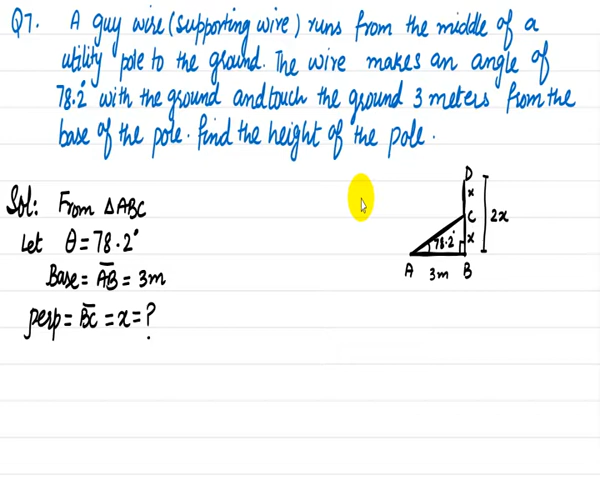 Q7. A guy wire (supporting wire) runs from the middle of a
utility pole to the ground. The wire makes an angle of
78.2° with the ground and touch the ground 3 meters from the
base of the pole. find the height of the pole.
Sol: From ΔABC
Let θ = 78.2°
Base = A̅B̅ = 3m
perp = B̅C̅ = x = ?
D
x
C
2x
78.2°
x
A 3m B